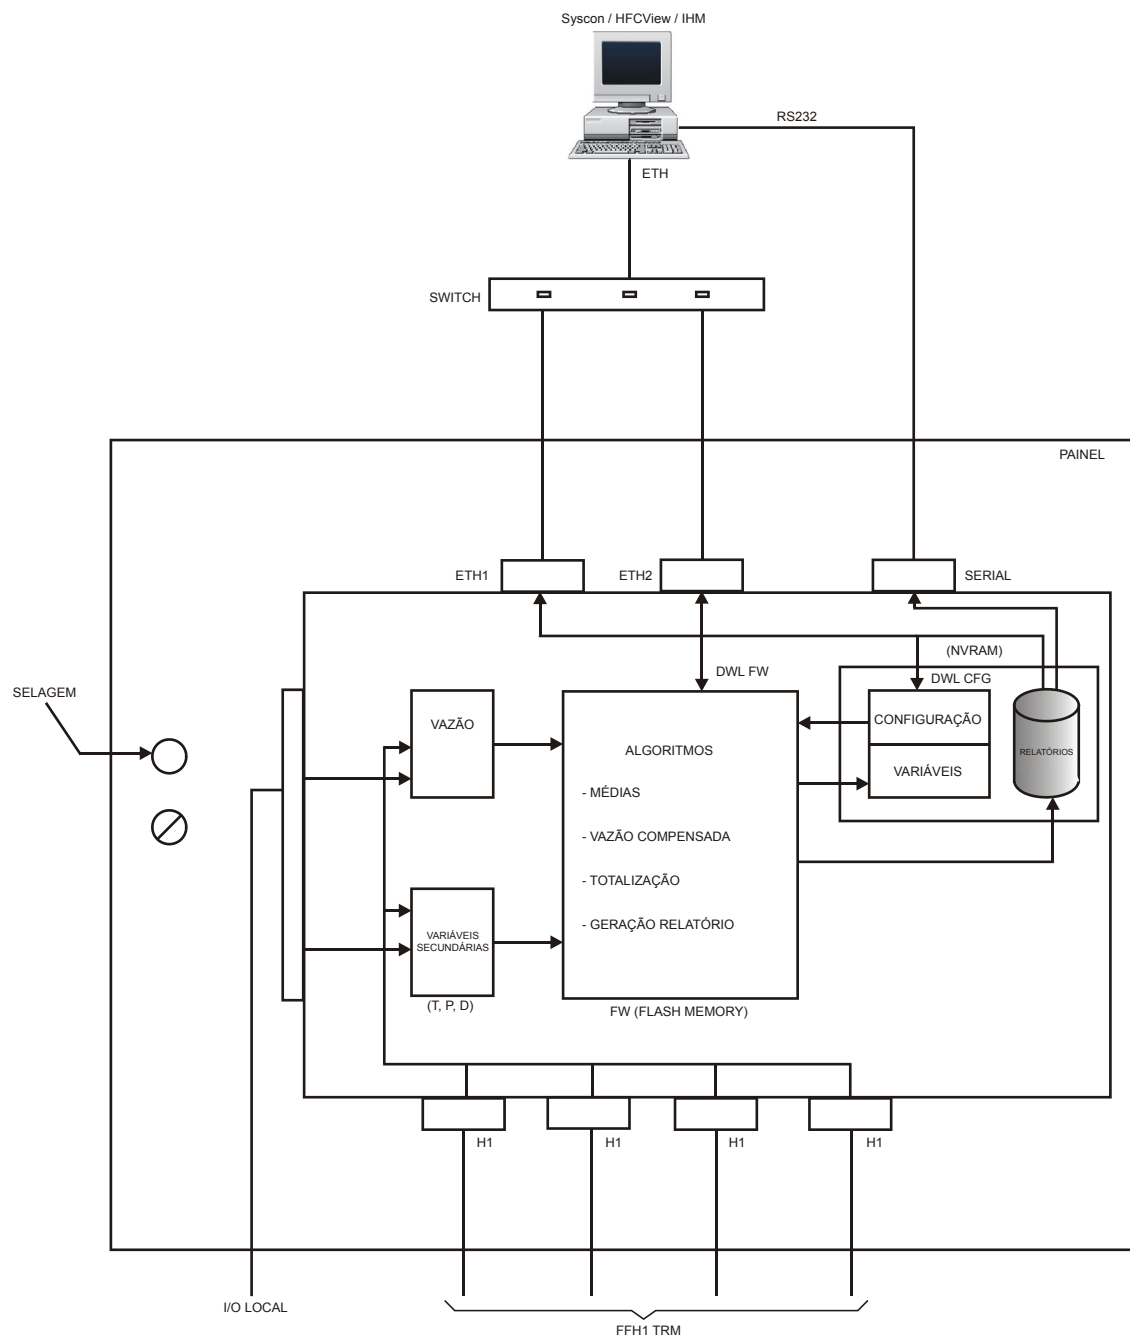 Syscon / HFCView / IHM
RS232
ETH
SWITCH
PAINEL
ETH1
ETH2
SERIAL
(NVRAM)
DWL FW
DWL CFG
SELAGEM
VAZÃO
CONFIGURAÇÃO
ALGORITMOS
RELATÓRIOS
VARIÁVEIS
- MÉDIAS
- VAZÃO COMPENSADA
- TOTALIZAÇÃO
- GERAÇÃO RELATÓRIO
VARIÁVEIS
SECUNDÁRIAS
(T, P, D)
FW (FLASH MEMORY)
H1
H1
H1
H1
I/O LOCAL
FFH1 TRM